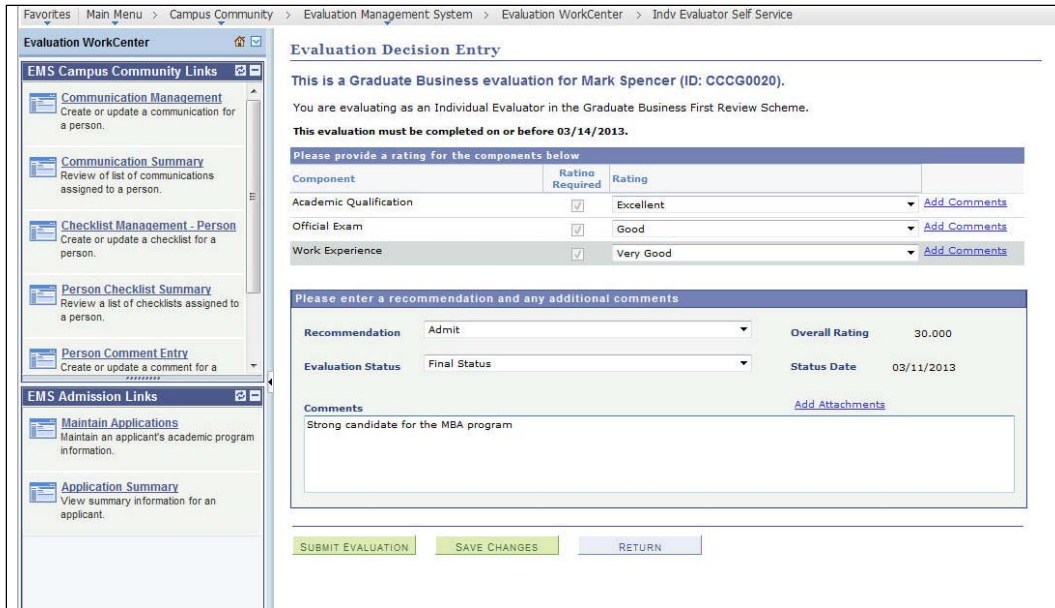 Favorites Main Menu > Campus Community > Evaluation Management System > Evaluation WorkCenter > Indv Evaluator Self Service
Evaluation WorkCenter
EMS Campus Community Links
Communication Management
Create or update a communication for
a person.
Communication Summary
Review of list of communications
assigned to a person.
Checklist Management - Person
Create or update a checklist for a
person.
Person Checklist Summary
Review a list of checklists assigned to
a person.
Person Comment Entry
Create or update a comment for a
EMS Admission Links
Maintain Applications
Maintain an applicant's academic program
information.
Application Summary
View summary information for an
applicant.
Evaluation Decision Entry
This is a Graduate Business evaluation for Mark Spencer (ID: CCCG0020).
You are evaluating as an Individual Evaluator in the Graduate Business First Review Scheme.
This evaluation must be completed on or before 03/14/2013.
Please provide a rating for the components below
Component Rating Required Rating
Academic Qualification Excellent Add Comments
Official Exam Good Add Comments
Work Experience Very Good Add Comments
Please enter a recommendation and any additional comments
Recommendation Admit Overall Rating 30.000
Evaluation Status Final Status Status Date 03/11/2013
Add Attachments
Comments
Strong candidate for the MBA program
SUBMIT EVALUATION SAVE CHANGES RETURN